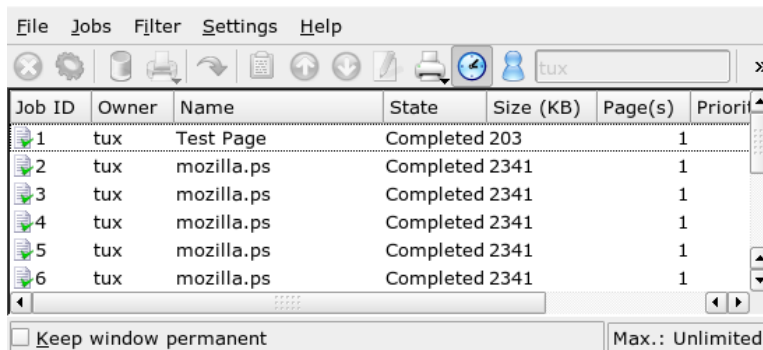 File Jobs Filter Settings Help
tux »
Job ID Owner Name State Size (KB) Page(s) Priorit
1 tux Test Page Completed 203 1
2 tux mozilla.ps Completed 2341 1
3 tux mozilla.ps Completed 2341 1
4 tux mozilla.ps Completed 2341 1
5 tux mozilla.ps Completed 2341 1
6 tux mozilla.ps Completed 2341 1
Keep window permanent Max.: Unlimited